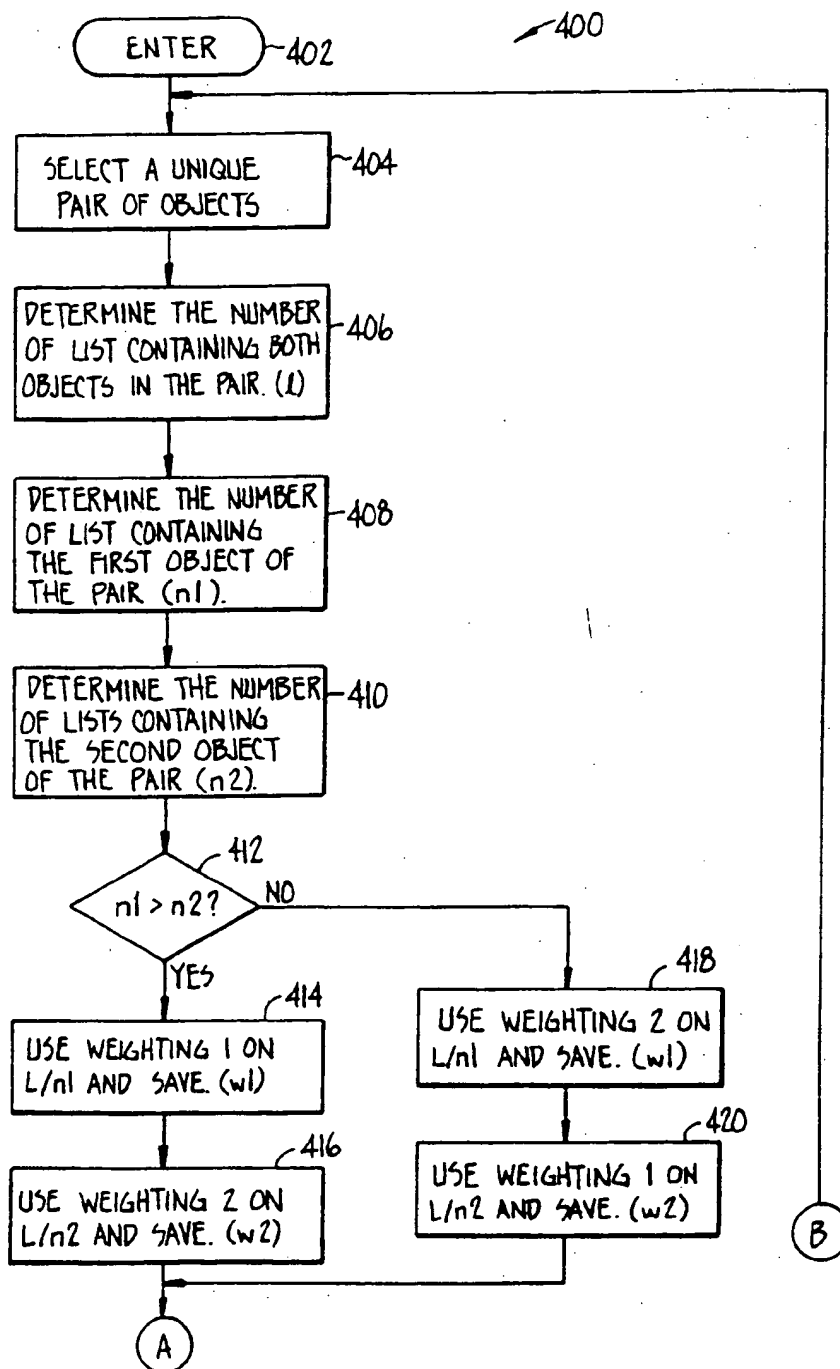 400
ENTER
402
SELECT A UNIQUE
PAIR OF OBJECTS
404
DETERMINE THE NUMBER
OF LIST CONTAINING BOTH
OBJECTS IN THE PAIR. (l)
406
DETERMINE THE NUMBER
OF LIST CONTAINING
THE FIRST OBJECT OF
THE PAIR (n1).
408
DETERMINE THE NUMBER
OF LISTS CONTAINING
THE SECOND OBJECT
OF THE PAIR (n2).
410
412
n1 > n2?
NO
YES
414
USE WEIGHTING 1 ON
L/n1 AND SAVE. (w1)
416
USE WEIGHTING 2 ON
L/n2 AND SAVE. (w2)
418
USE WEIGHTING 2 ON
L/n1 AND SAVE. (w1)
420
USE WEIGHTING 1 ON
L/n2 AND SAVE. (w2)
B
A